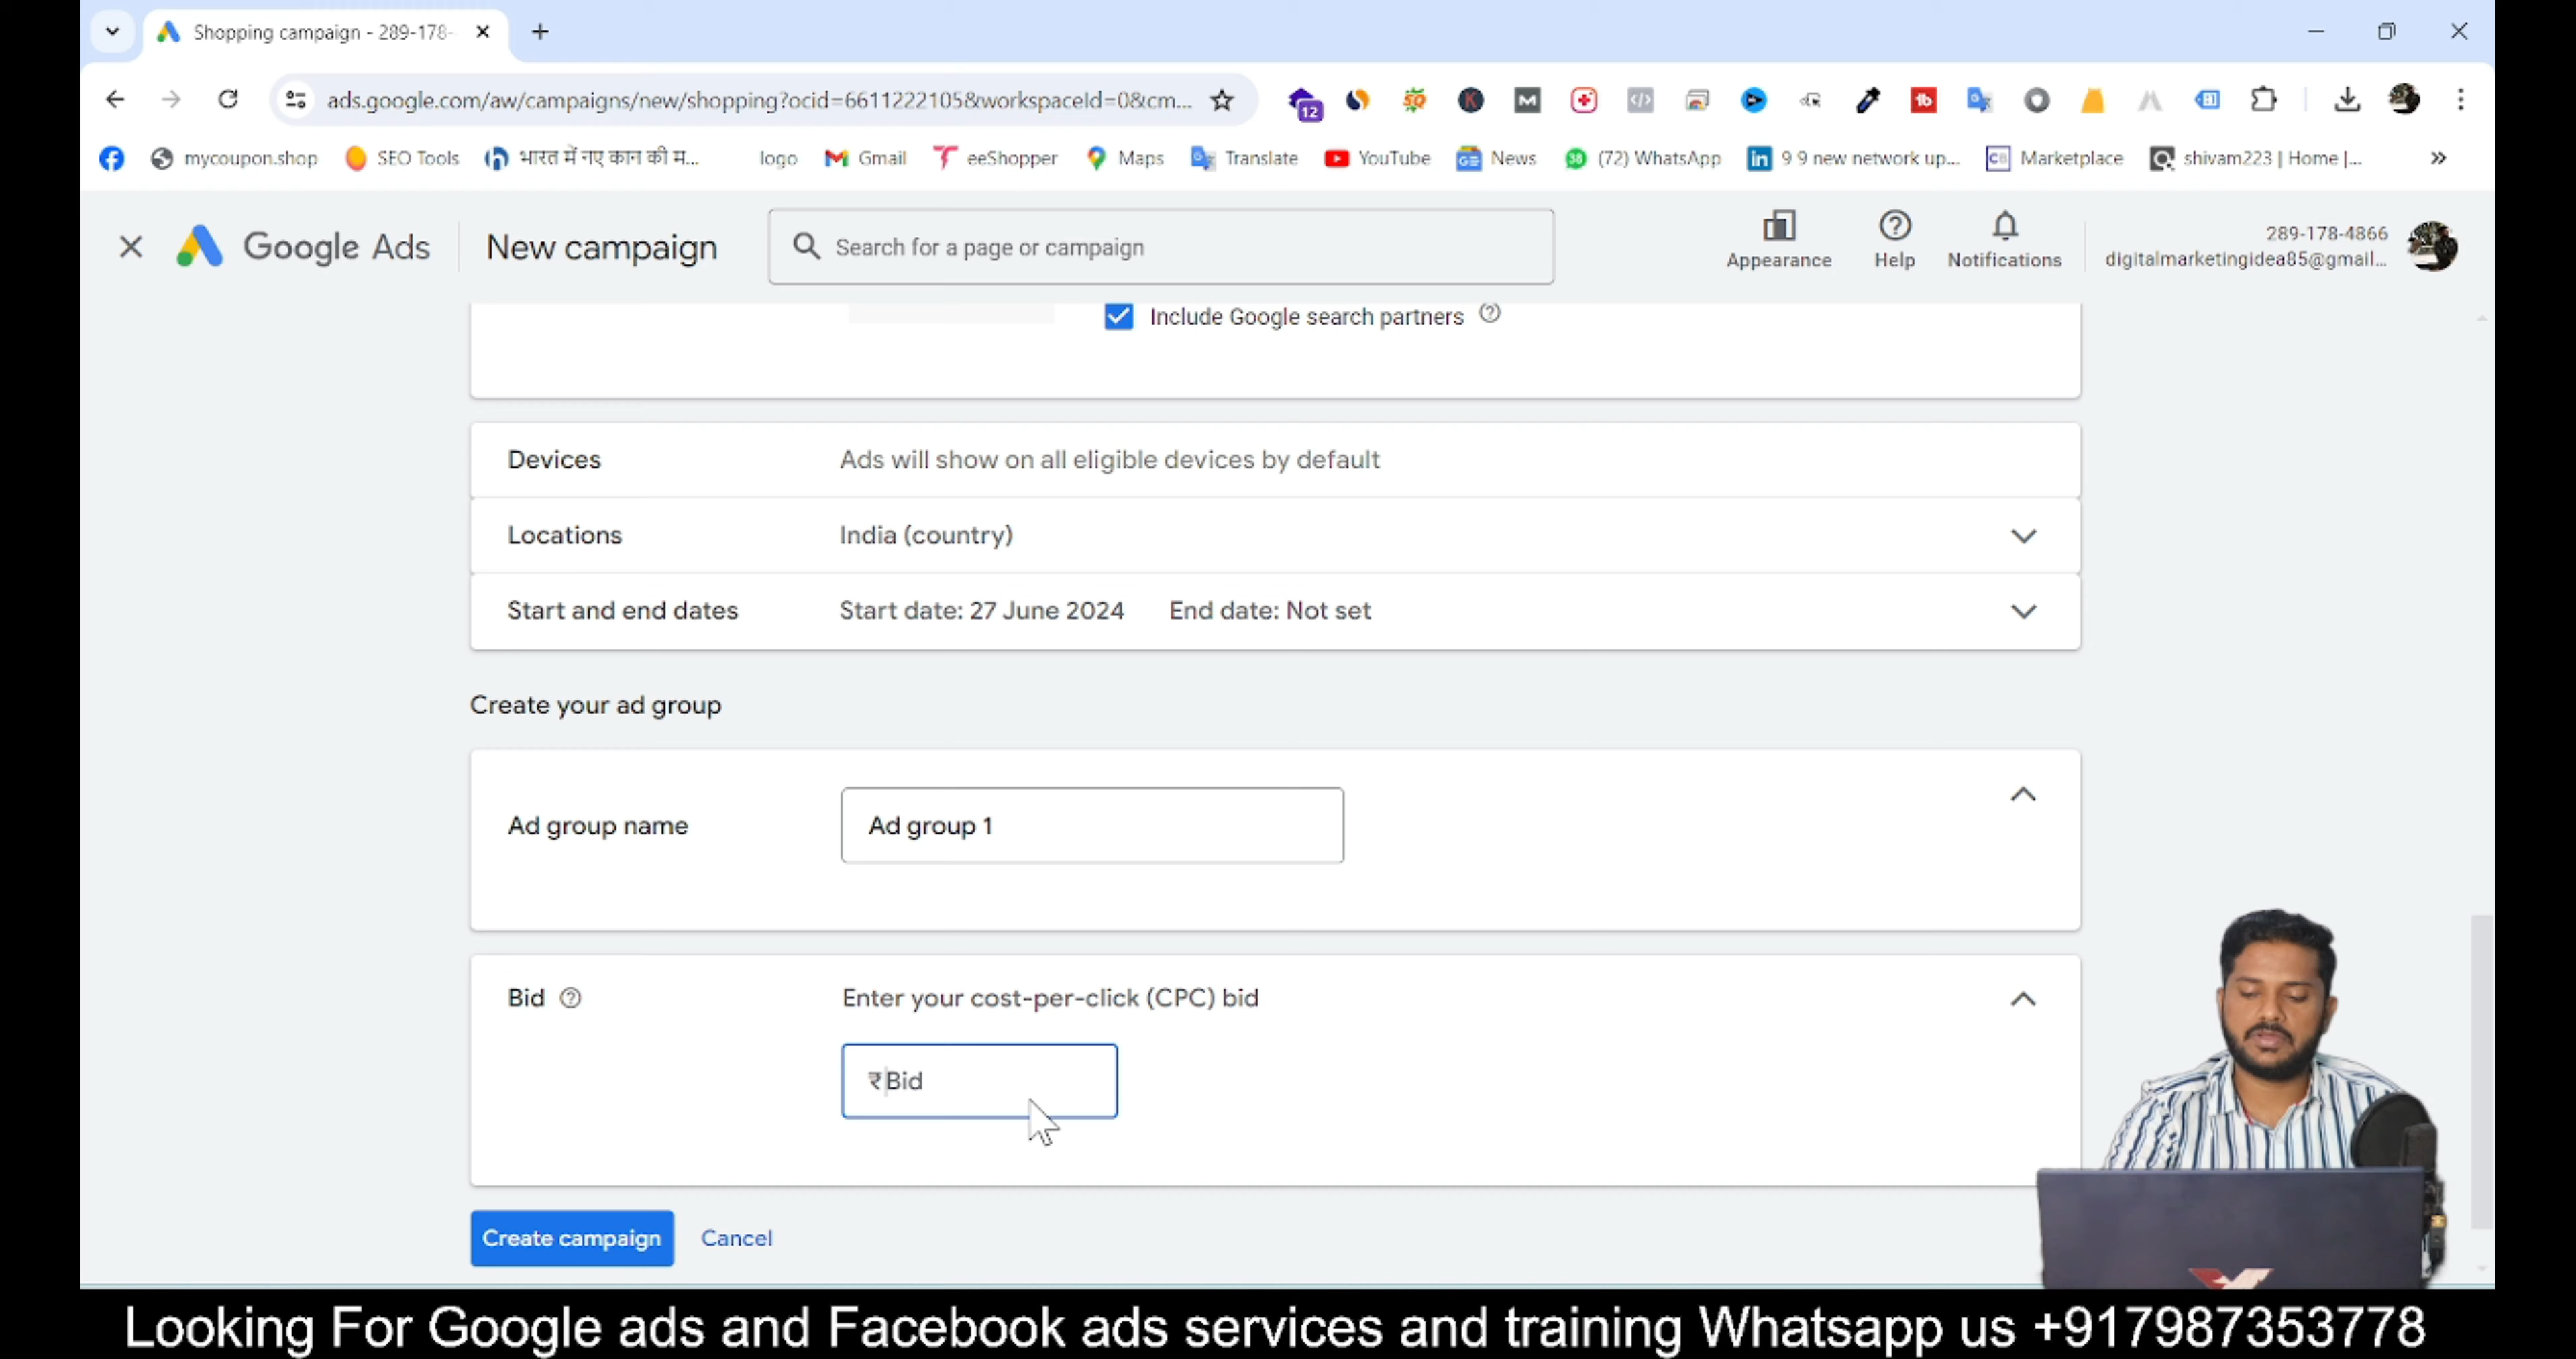 Shopping campaign - 289-178-
ads.google.com/aw/campaigns/new/shopping?ocid=6611222105&workspaceId=0&cm...
12
mycoupon.shop SEO Tools भारत में नए कान की म... logo Gmail eeShopper Maps Translate YouTube News (72) WhatsApp 9 9 new network up... Marketplace shivam223 | Home |...
Google Ads New campaign Search for a page or campaign Appearance Help Notifications
289-178-4866
digitalmarketingidea85@gmail...
Include Google search partners
Devices Ads will show on all eligible devices by default
Locations India (country)
Start and end dates Start date: 27 June 2024 End date: Not set
Create your ad group
Ad group name Ad group 1
Bid Enter your cost-per-click (CPC) bid
₹ Bid
Create campaign Cancel
Looking For Google ads and Facebook ads services and training Whatsapp us +917987353778